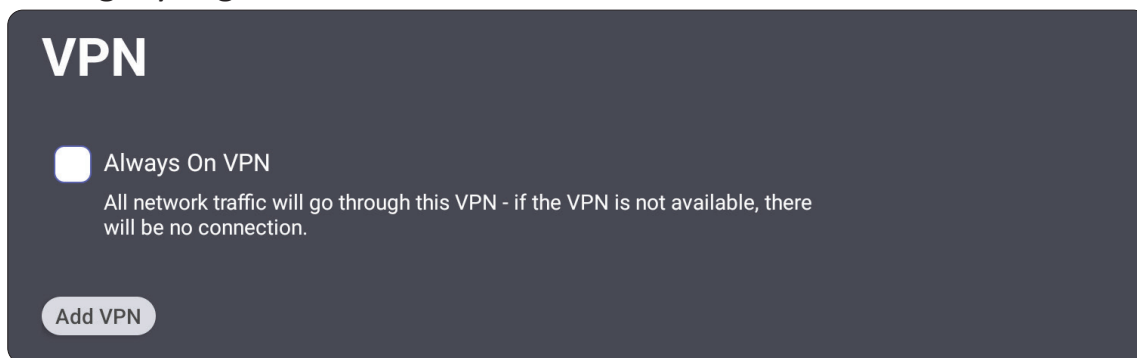 VPN
Always On VPN
All network traffic will go through this VPN - if the VPN is not available, there
will be no connection.
Add VPN